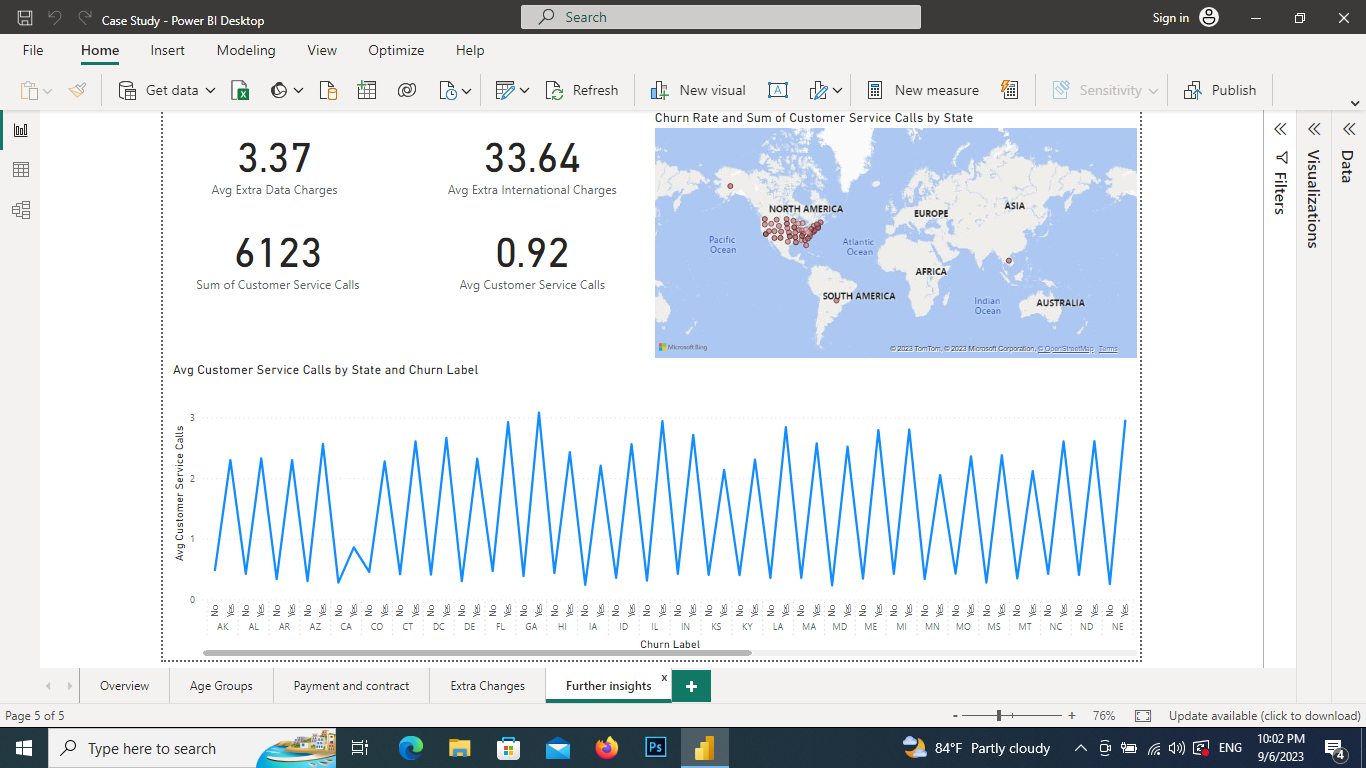 Case Study - Power BI Desktop
Search
Sign in
File
Home
Insert
Modeling
View
Optimize
Help
Get data
Refresh
New visual
New measure
Sensitivity
Publish
3.37
Avg Extra Data Charges
33.64
Avg Extra International Charges
6123
Sum of Customer Service Calls
0.92
Avg Customer Service Calls
Churn Rate and Sum of Customer Service Calls by State
NORTH AMERICA
EUROPE
ASIA
Pacific
Ocean
Atlantic
Ocean
AFRICA
SOUTH AMERICA
Indian
Ocean
AUSTRALIA
Microsoft Bing
© 2023 TomTom, © 2023 Microsoft Corporation, © OpenStreetMap Terms
Filters
Visualizations
Data
Avg Customer Service Calls by State and Churn Label
Avg Customer Service Calls
3
2
1
0
No Yes No Yes No Yes No Yes No Yes No Yes No Yes No Yes No Yes No Yes No Yes No Yes No Yes No Yes No Yes No Yes No Yes No Yes No Yes No Yes No Yes No Yes No Yes No Yes No Yes No Yes No Yes No Yes No Yes No Yes
AK AL AR AZ CA CO CT DC DE FL GA HI IA ID IL IN KS KY LA MA MD ME MI MN MO MS MT NC ND NE
Churn Label
Overview
Age Groups
Payment and contract
Extra Changes
Further insights
x
+
Page 5 of 5
- + 76%
Update available (click to download)
Type here to search
Ps
84°F Partly cloudy
ENG
10:02 PM
9/6/2023
4